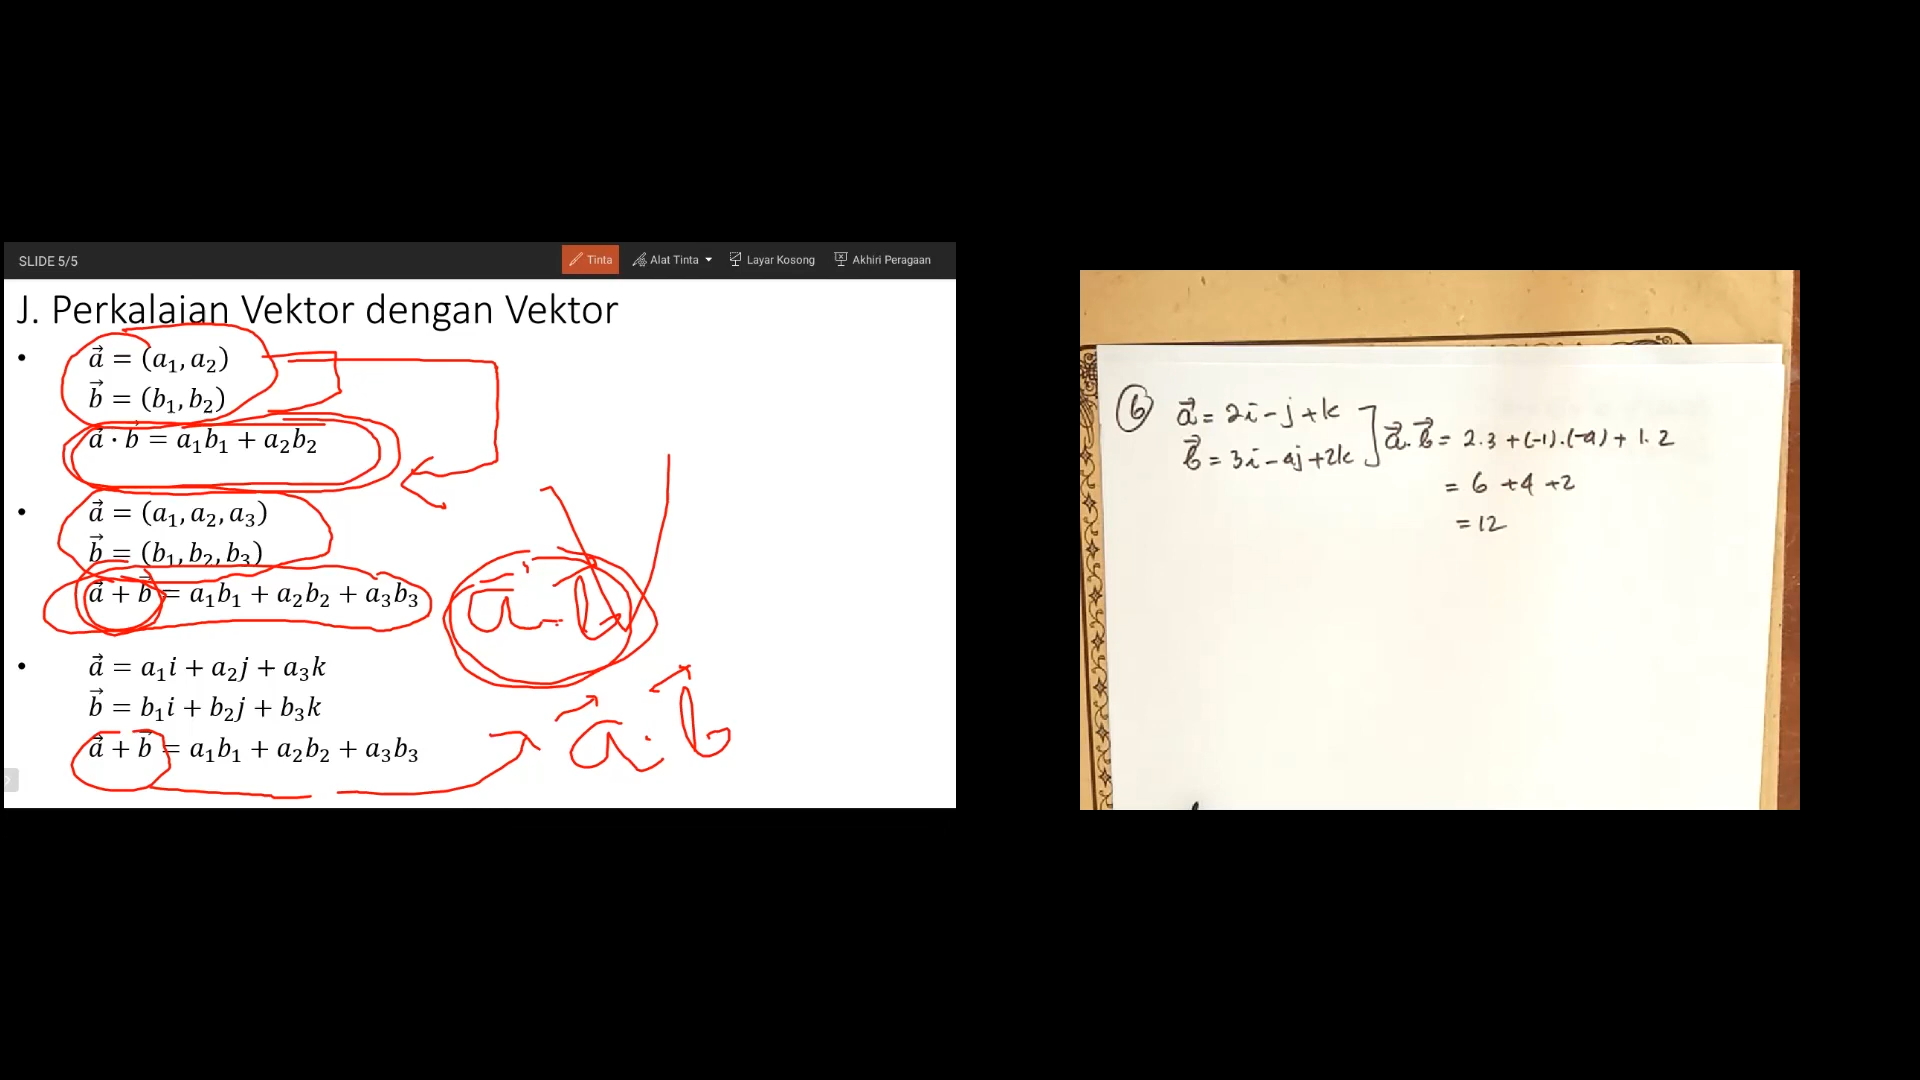 SLIDE 5/5
Tinta
Alat Tinta
Layar Kosong
Akhiri Peragaan
J. Perkalaian Vektor dengan Vektor
• a⃗ = (a₁, a₂)
b⃗ = (b₁, b₂)
a⃗ · b⃗ = a₁b₁ + a₂b₂
• a⃗ = (a₁, a₂, a₃)
b⃗ = (b₁, b₂, b₃)
a⃗ + b⃗ = a₁b₁ + a₂b₂ + a₃b₃
a⃗ . b⃗
• a⃗ = a₁i + a₂j + a₃k
b⃗ = b₁i + b₂j + b₃k
a⃗ + b⃗ = a₁b₁ + a₂b₂ + a₃b₃
a⃗ . b⃗
6 a⃗ = 2i - j + k
b⃗ = 3i - 4j + 2k
] a⃗ . b⃗ = 2.3 + (-1).(-4) + 1.2
= 6 + 4 + 2
= 12